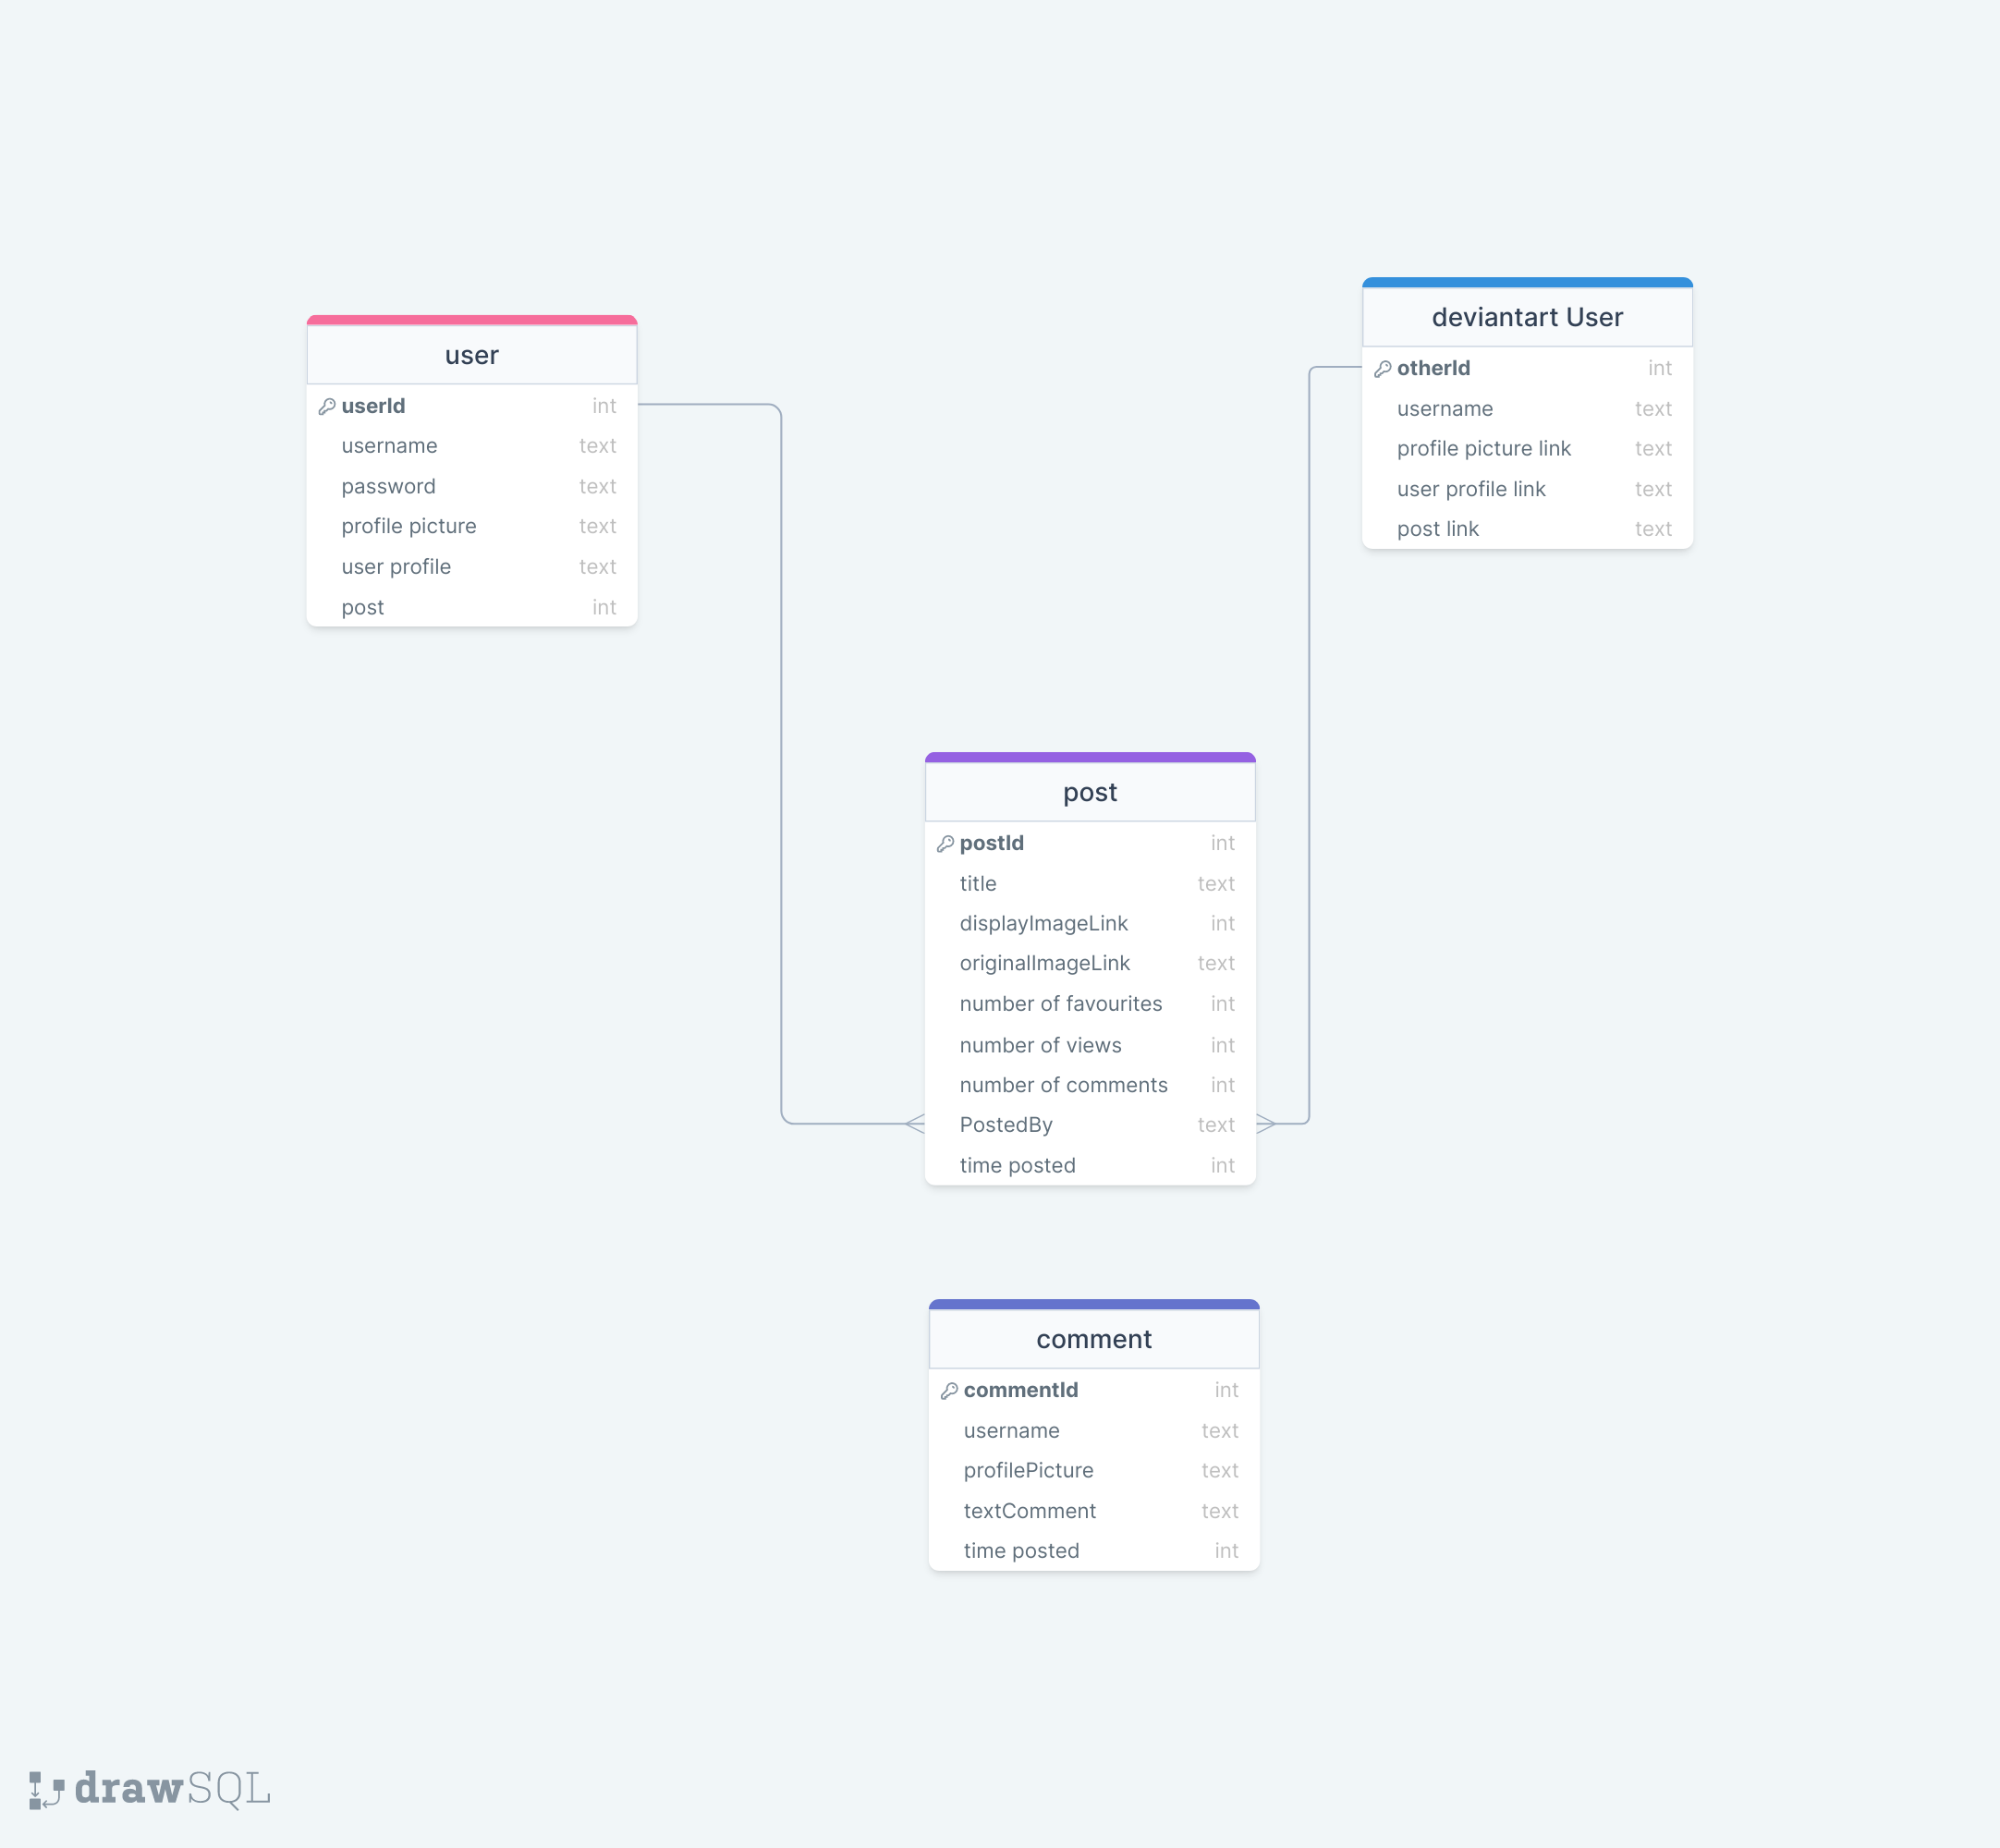 user
userId int
username text
password text
profile picture text
user profile text
post int
deviantart User
otherId int
username text
profile picture link text
user profile link text
post link text
post
postId int
title text
displayImageLink int
originalImageLink text
number of favourites int
number of views int
number of comments int
PostedBy text
time posted int
comment
commentId int
username text
profilePicture text
textComment text
time posted int
drawSQL